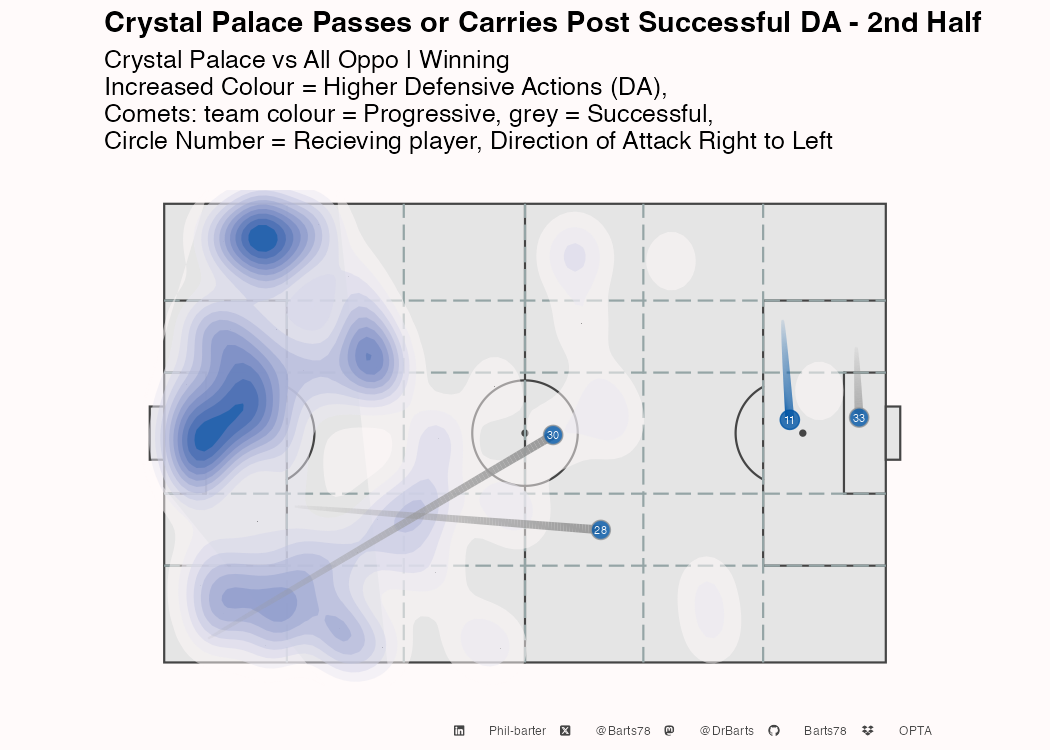 Crystal Palace Passes or Carries Post Successful DA - 2nd Half
Crystal Palace vs All Oppo | Winning
Increased Colour = Higher Defensive Actions (DA),
Comets: team colour = Progressive, grey = Successful,
Circle Number = Recieving player, Direction of Attack Right to Left
11
33
30
28
Phil-barter @Barts78 @DrBarts Barts78 OPTA